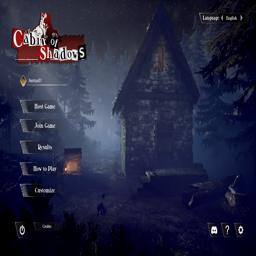 Language
English
Cabin of
Shadows
Host Game
Join Game
Results
How to Play
Customize
Credits
?